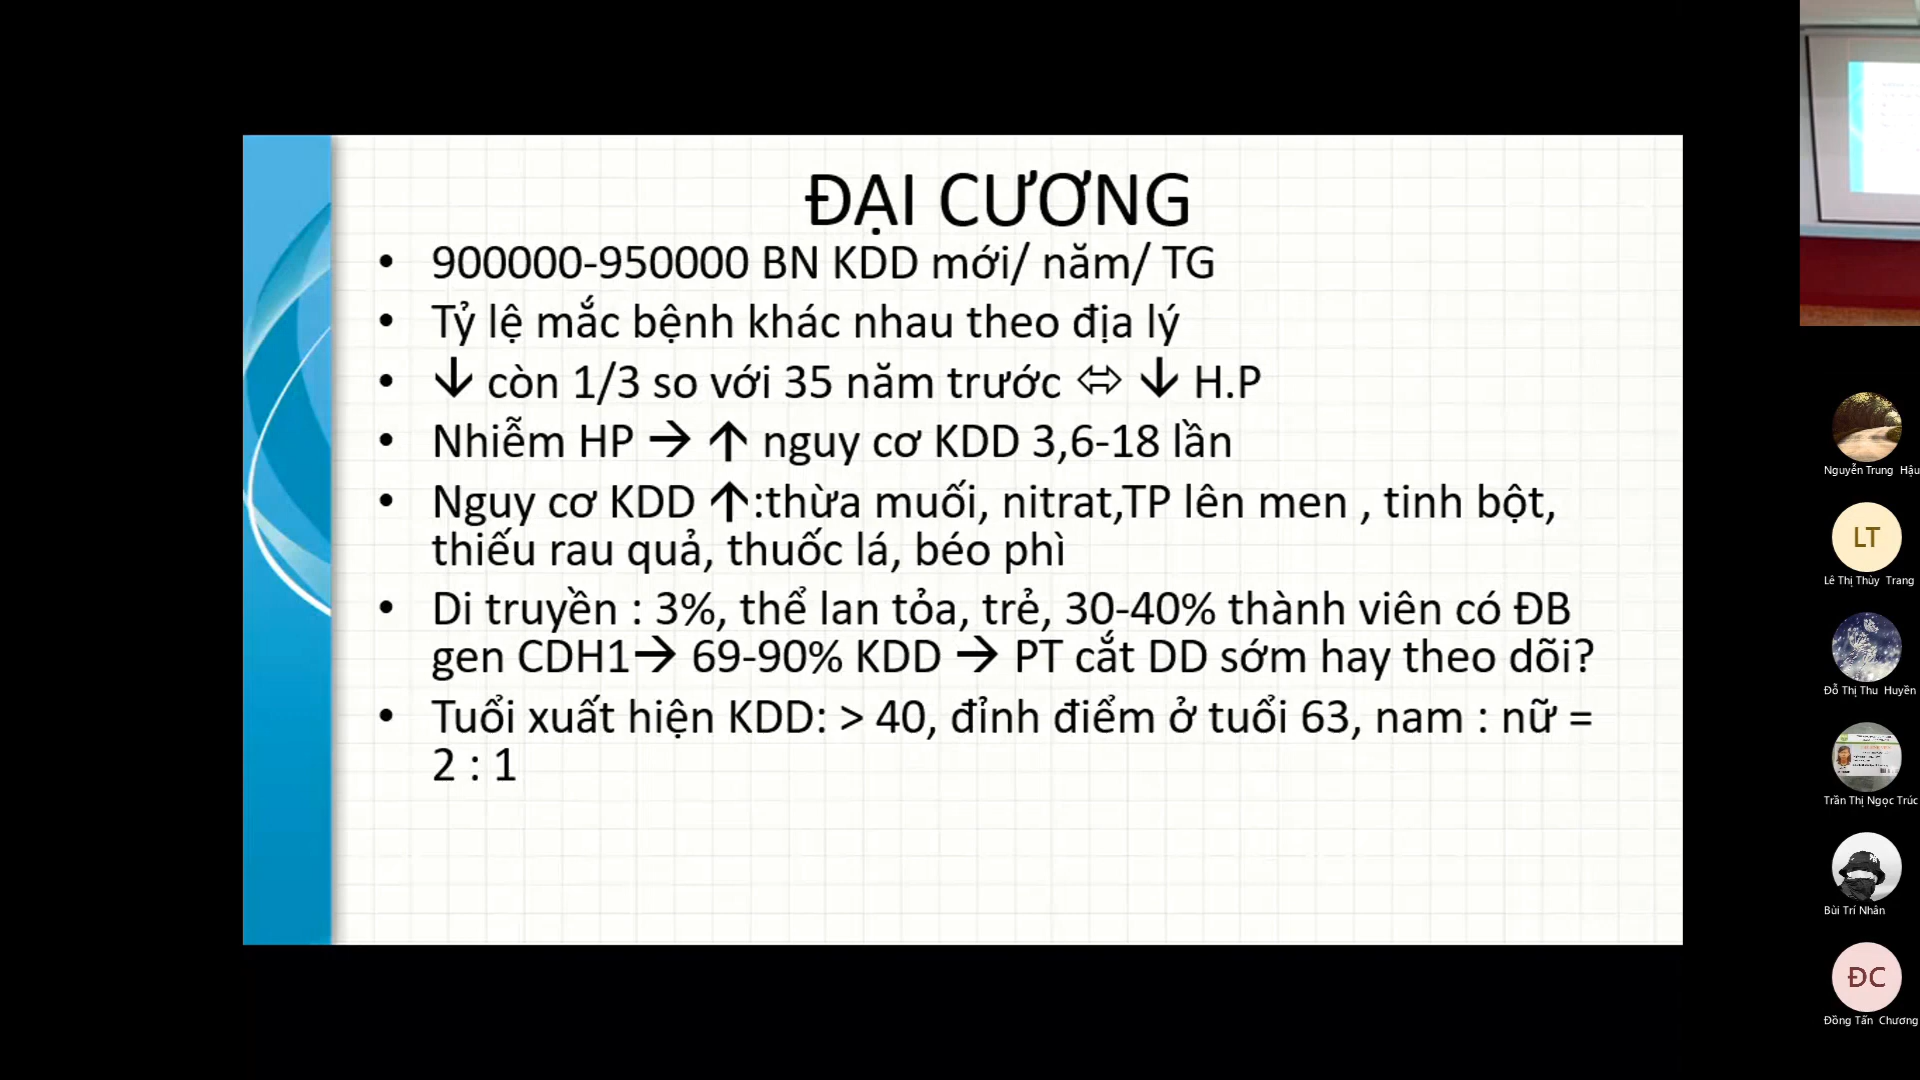 ĐẠI CƯƠNG
• 900000-950000 BN KDD mới/ năm/ TG
• Tỷ lệ mắc bệnh khác nhau theo địa lý
• ↓ còn 1/3 so với 35 năm trước ⇔ ↓ H.P
• Nhiễm HP → ↑ nguy cơ KDD 3,6-18 lần
• Nguy cơ KDD ↑:thừa muối, nitrat,TP lên men , tinh bột,
thiếu rau quả, thuốc lá, béo phì
• Di truyền : 3%, thể lan tỏa, trẻ, 30-40% thành viên có ĐB
gen CDH1→ 69-90% KDD → PT cắt DD sớm hay theo dõi?
• Tuổi xuất hiện KDD: > 40, đỉnh điểm ở tuổi 63, nam : nữ =
2 : 1
Nguyễn Trung Hậu
LT
Lê Thị Thùy Trang
Đỗ Thị Thu Huyền
Trần Thị Ngọc Trúc
Bùi Trí Nhân
ĐC
Đồng Tấn Chương